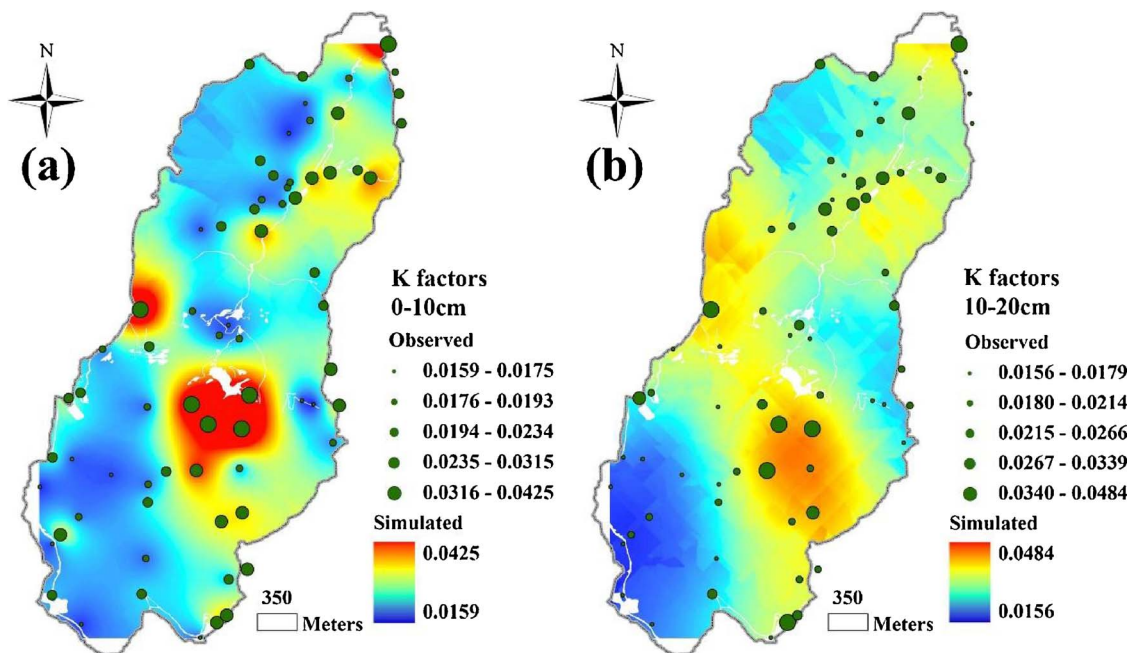 N
(a)
K factors
0-10cm
Observed
0.0159 - 0.0175
0.0176 - 0.0193
0.0194 - 0.0234
0.0235 - 0.0315
0.0316 - 0.0425
Simulated
0.0425
0.0159
350
Meters
N
(b)
K factors
10-20cm
Observed
0.0156 - 0.0179
0.0180 - 0.0214
0.0215 - 0.0266
0.0267 - 0.0339
0.0340 - 0.0484
Simulated
0.0484
0.0156
350
Meters